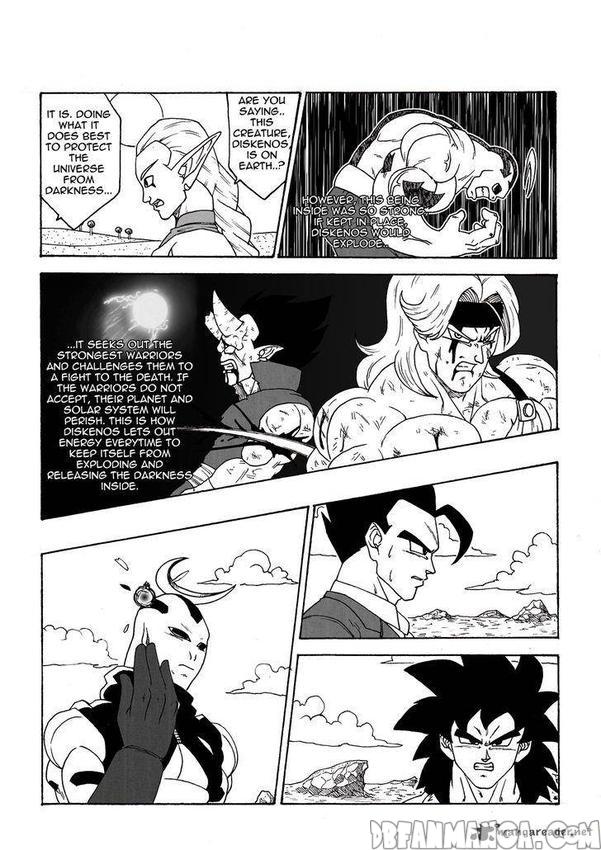 IT IS. DOING
WHAT IT
DOES BEST
TO PROTECT
THE
UNIVERSE
FROM
DARKNESS...
ARE YOU
SAYING..
THIS
CREATURE,
DISKENOS,
IS ON
EARTH..?
HOWEVER, THIS BEING
INSIDE WAS SO STRONG.
IF KEPT IN PLACE,
DISKENOS WOULD
EXPLODE..
...IT SEEKS OUT THE
STRONGEST WARRIORS
AND CHALLENGES THEM TO
A FIGHT TO THE DEATH. IF
THE WARRIORS DO NOT
ACCEPT, THEIR PLANET AND
SOLAR SYSTEM WILL
PERISH. THIS IS HOW
DISKENOS LETS OUT
ENERGY EVERYTIME TO
KEEP ITSELF FROM
EXPLODING AND
RELEASING THE DARKNESS
INSIDE.
mangareader.net
DBFANMANGA.COM